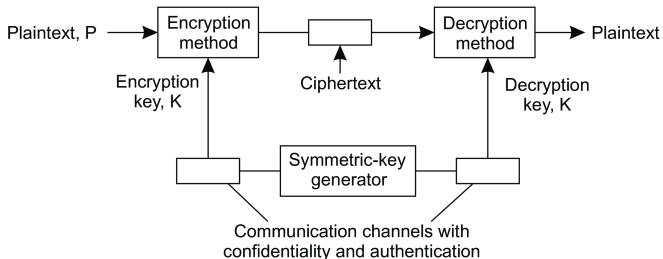 Plaintext, P
Encryption
method
Decryption
method
Plaintext
Encryption
key, K
Ciphertext
Decryption
key, K
Symmetric-key
generator
Communication channels with
confidentiality and authentication